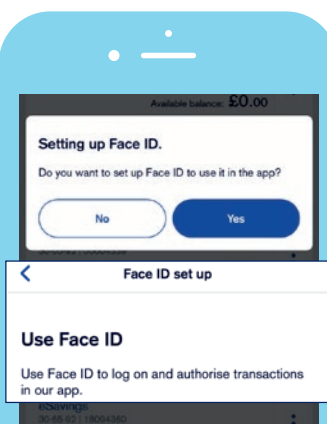 Available balance: £0.00
Setting up Face ID.
Do you want to set up Face ID to use it in the app?
No Yes
Face ID set up
Use Face ID
Use Face ID to log on and authorise transactions
in our app.
eSavings
30-65-92 | 18094360